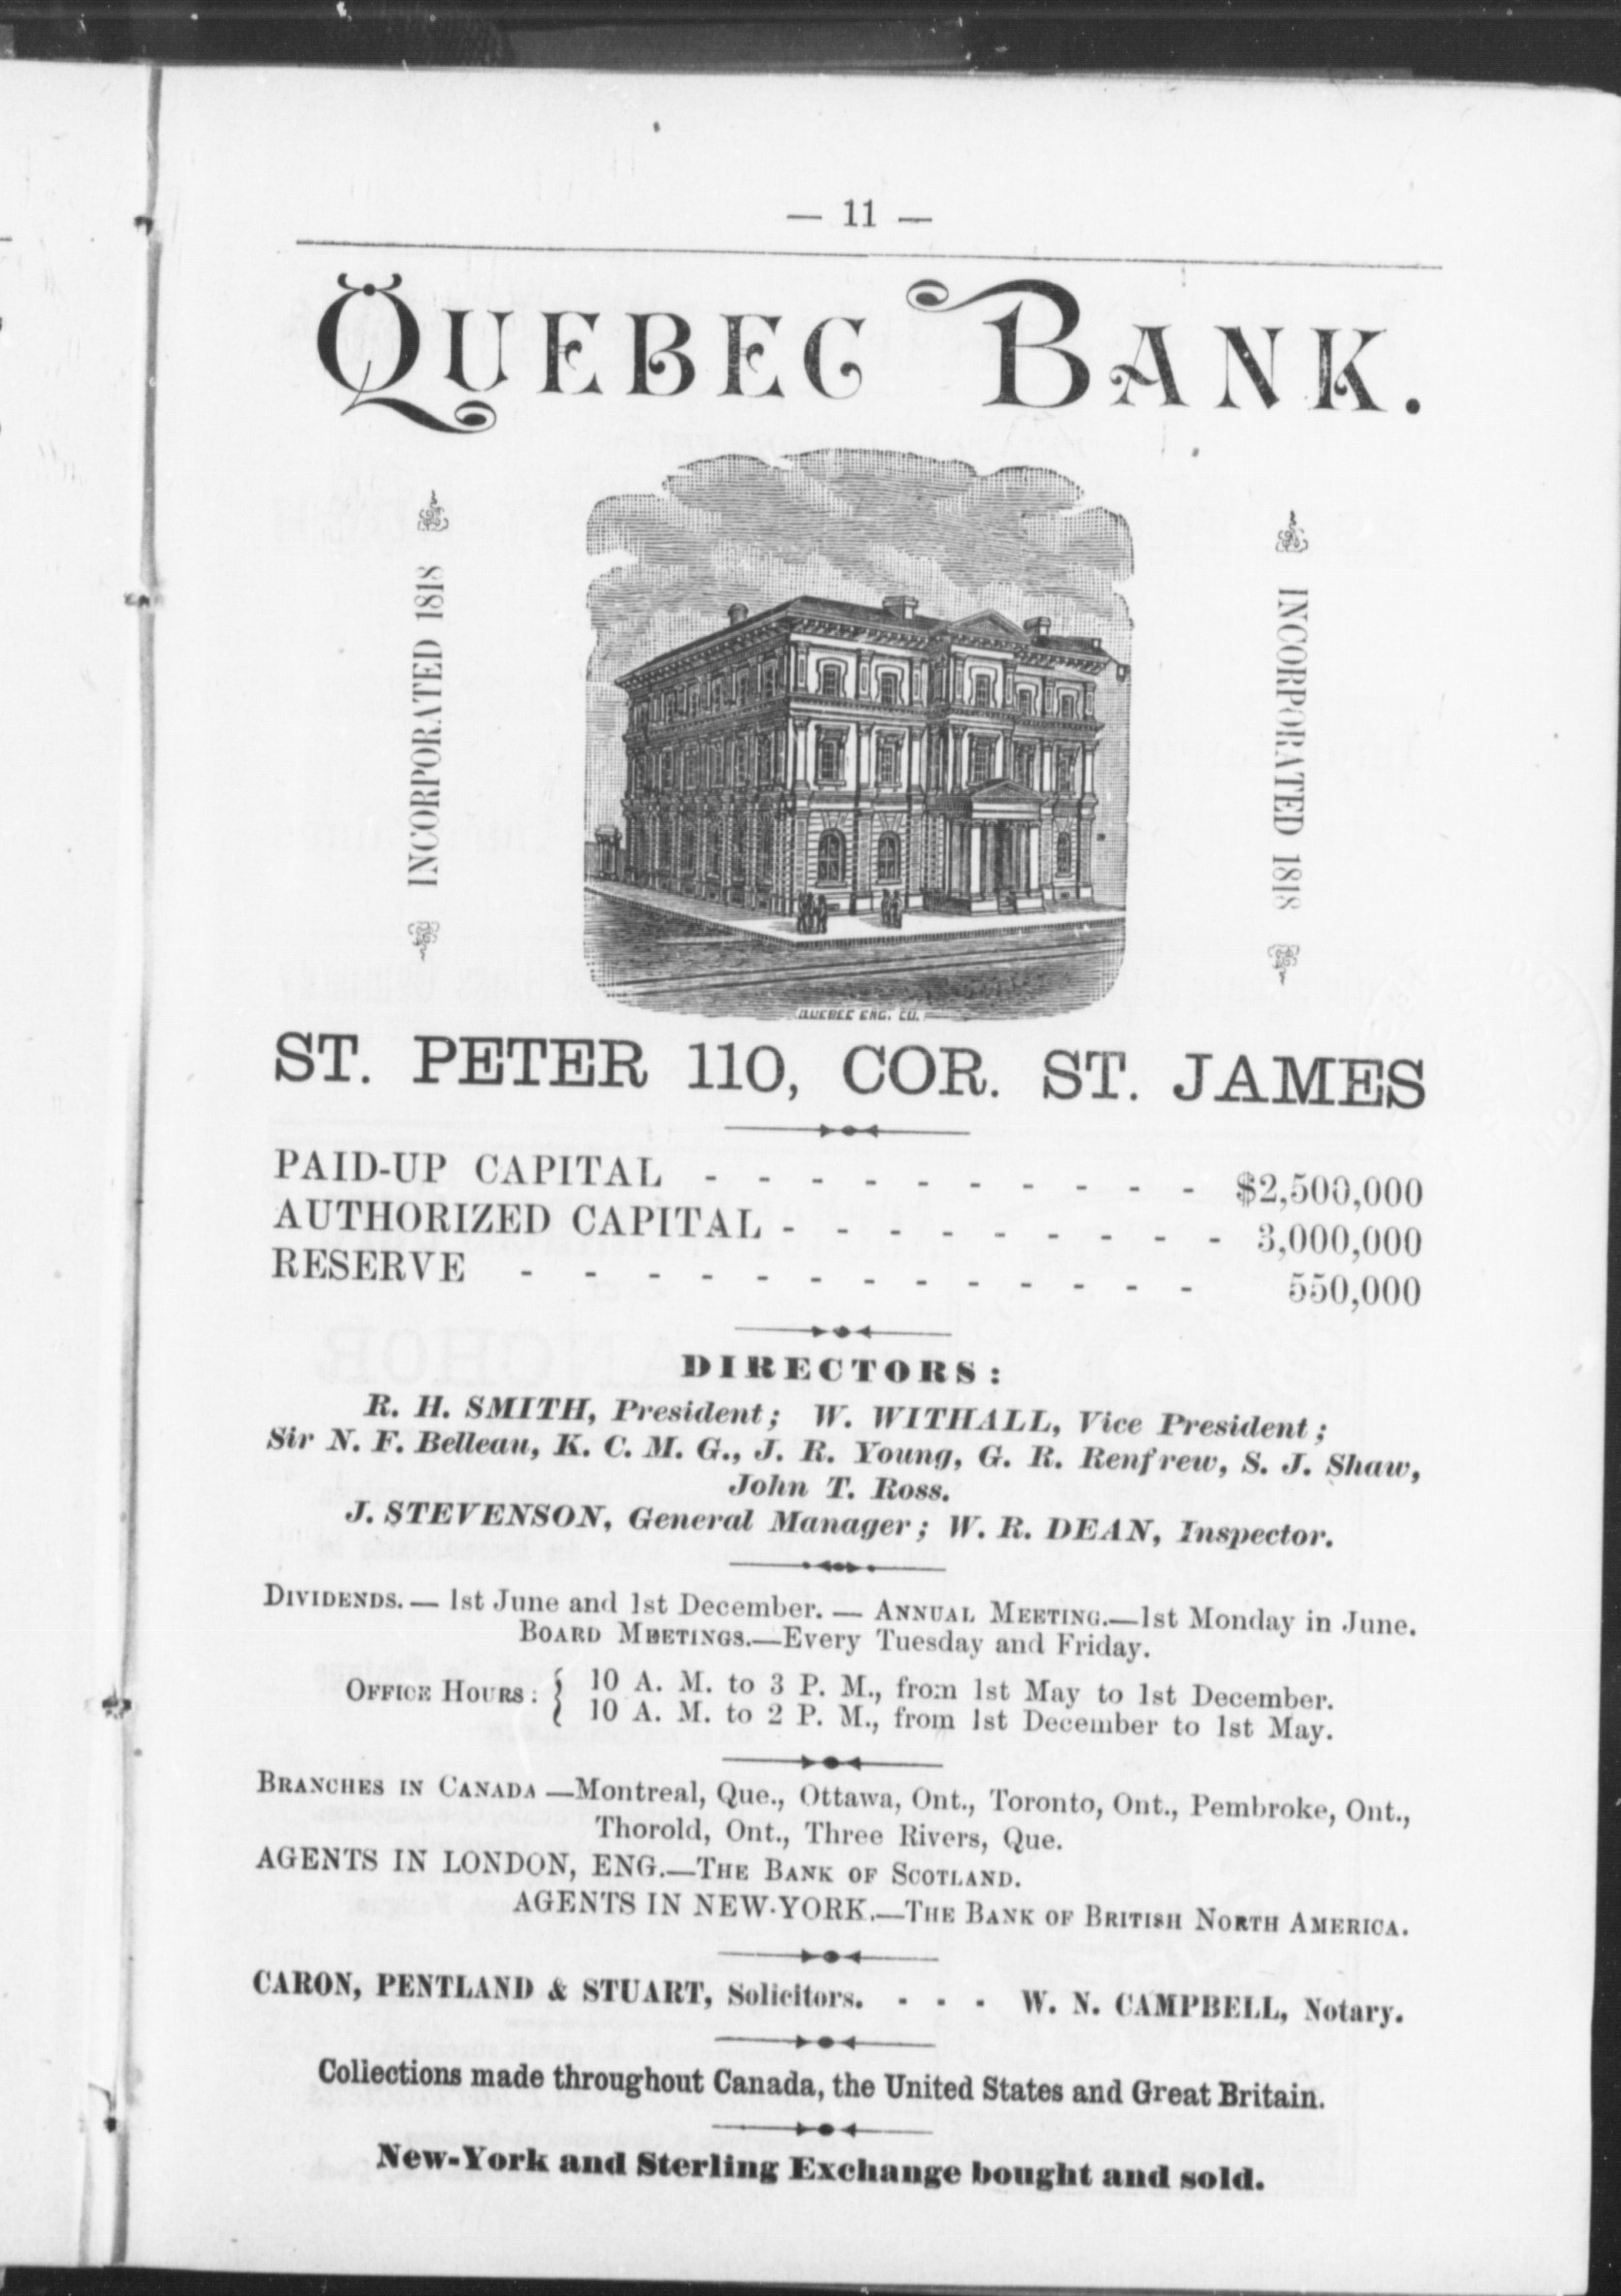 — 11 —
QUEBEC BANK.
INCORPORATED 1818
INCORPORATED 1818
QUEBEC ENG. CO.
ST. PETER 110, COR. ST. JAMES
PAID-UP CAPITAL - - - - - - - - - - $2,500,000
AUTHORIZED CAPITAL - - - - - - - - - 3,000,000
RESERVE - - - - - - - - - - - - - 550,000
DIRECTORS:
R. H. SMITH, President; W. WITHALL, Vice President;
Sir N. F. Belleau, K. C. M. G., J. R. Young, G. R. Renfrew, S. J. Shaw,
John T. Ross.
J. STEVENSON, General Manager; W. R. DEAN, Inspector.
DIVIDENDS. — 1st June and 1st December. — ANNUAL MEETING.—1st Monday in June.
BOARD MEETINGS.—Every Tuesday and Friday.
OFFICE HOURS: { 10 A. M. to 3 P. M., from 1st May to 1st December.
10 A. M. to 2 P. M., from 1st December to 1st May.
BRANCHES IN CANADA —Montreal, Que., Ottawa, Ont., Toronto, Ont., Pembroke, Ont.,
Thorold, Ont., Three Rivers, Que.
AGENTS IN LONDON, ENG.—THE BANK OF SCOTLAND.
AGENTS IN NEW-YORK.—THE BANK OF BRITISH NORTH AMERICA.
CARON, PENTLAND & STUART, Solicitors. - - - W. N. CAMPBELL, Notary.
Collections made throughout Canada, the United States and Great Britain.
New-York and Sterling Exchange bought and sold.